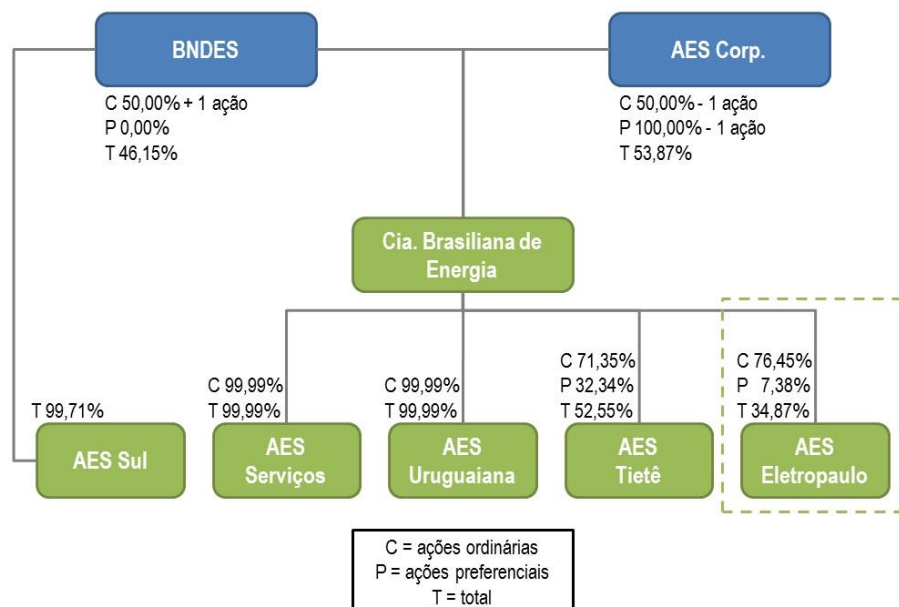 BNDES
C 50,00% + 1 ação
P 0,00%
T 46,15%
AES Corp.
C 50,00% - 1 ação
P 100,00% - 1 ação
T 53,87%
Cia. Brasiliana de
Energia
T 99,71%
AES Sul
C 99,99%
T 99,99%
AES
Serviços
C 99,99%
T 99,99%
AES
Uruguaiana
C 71,35%
P 32,34%
T 52,55%
AES
Tietê
C 76,45%
P 7,38%
T 34,87%
AES
Eletropaulo
C = ações ordinárias
P = ações preferenciais
T = total